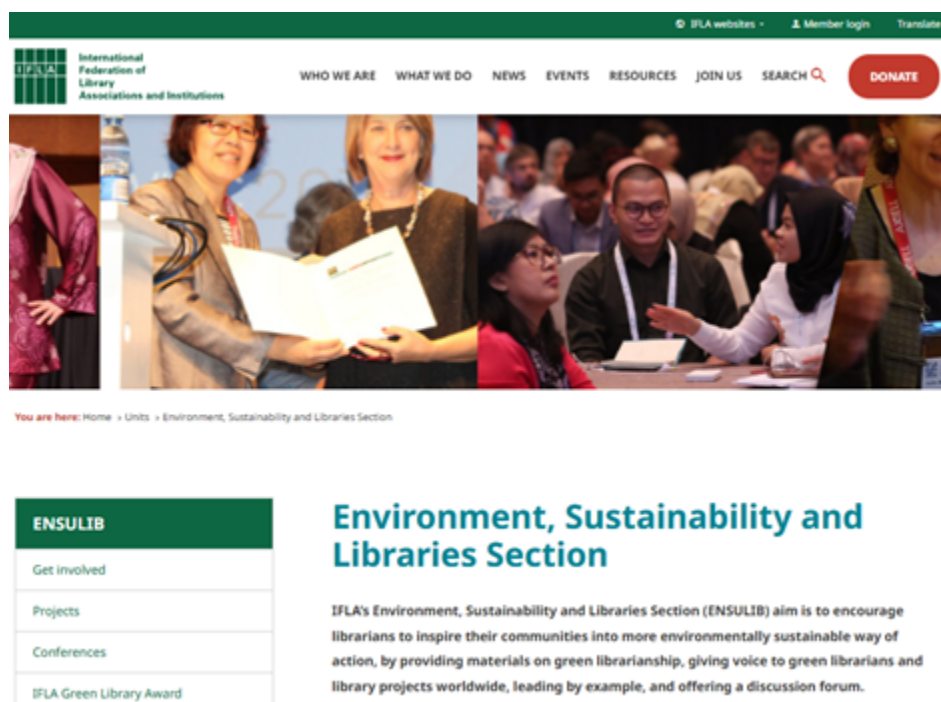 IFLA websites
Member login
Translate
IFLA
International
Federation of
Library
Associations and Institutions
WHO WE ARE
WHAT WE DO
NEWS
EVENTS
RESOURCES
JOIN US
SEARCH
DONATE
You are here: Home › Units › Environment, Sustainability and Libraries Section
ENSULIB
Get involved
Projects
Conferences
IFLA Green Library Award
Environment, Sustainability and
Libraries Section
IFLA's Environment, Sustainability and Libraries Section (ENSULIB) aim is to encourage
librarians to inspire their communities into more environmentally sustainable way of
action, by providing materials on green librarianship, giving voice to green librarians and
library projects worldwide, leading by example, and offering a discussion forum.